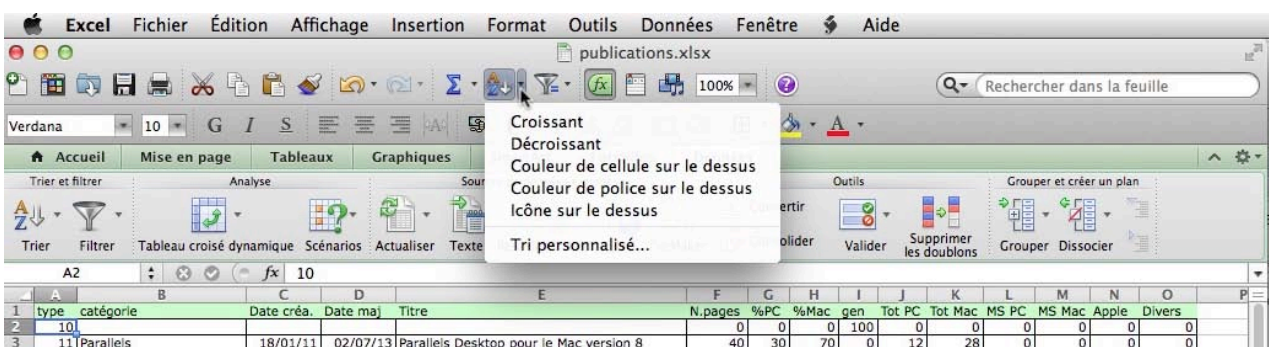 Excel Fichier Édition Affichage Insertion Format Outils Données Fenêtre Aide
publications.xlsx
100% Rechercher dans la feuille
Verdana 10 G I S
Croissant
Décroissant
Couleur de cellule sur le dessus
Couleur de police sur le dessus
Icône sur le dessus
Tri personnalisé...
Accueil Mise en page Tableaux Graphiques
Trier et filtrer Analyse Outils Grouper et créer un plan
Trier Filtrer Tableau croisé dynamique Scénarios Actualiser Texte Valider Supprimer les doublons Grouper Dissocier
A2 fx 10
A B C D E F G H I J K L M N O P
1 type catégorie Date créa. Date maj Titre N.pages %PC %Mac gen Tot PC Tot Mac MS PC MS Mac Apple Divers
2 10 0 0 0 100 0 0 0 0 0 0
3 11 Parallels 18/01/11 02/07/13 Parallels Desktop pour le Mac version 8 40 30 70 0 12 28 0 0 0 0